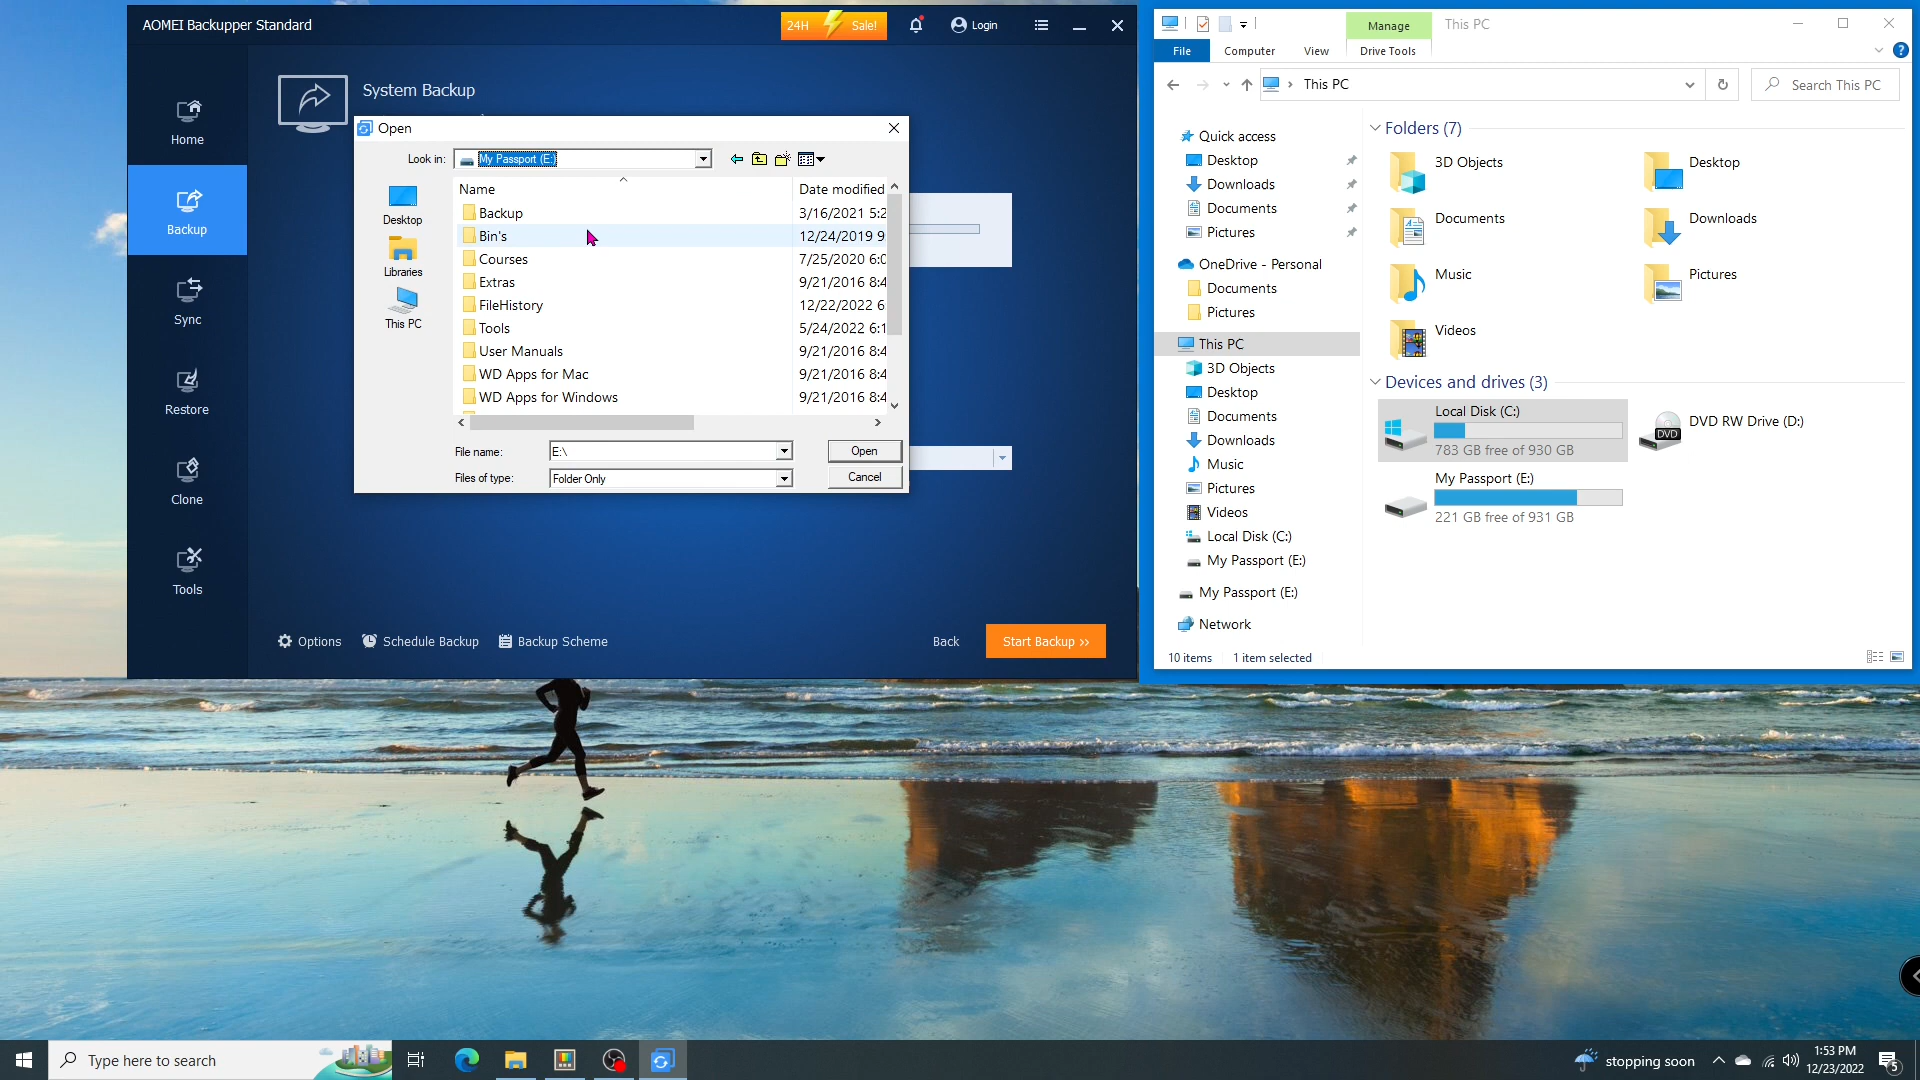 AOMEI Backupper Standard
24H Sale!
Login
Home
Backup
Sync
Restore
Clone
Tools
System Backup
Open
Look in: My Passport (E:)
Desktop
Libraries
This PC
Name Date modified
Backup 3/16/2021 5:2
Bin's 12/24/2019 9
Courses 7/25/2020 6:0
Extras 9/21/2016 8:4
FileHistory 12/22/2022 6
Tools 5/24/2022 6:1
User Manuals 9/21/2016 8:4
WD Apps for Mac 9/21/2016 8:4
WD Apps for Windows 9/21/2016 8:4
File name: E:\ Open
Files of type: Folder Only Cancel
Options Schedule Backup Backup Scheme Back Start Backup >>
Manage This PC
File Computer View Drive Tools
This PC
Search This PC
Quick access
Desktop
Downloads
Documents
Pictures
OneDrive - Personal
Documents
Pictures
This PC
3D Objects
Desktop
Documents
Downloads
Music
Pictures
Videos
Local Disk (C:)
My Passport (E:)
My Passport (E:)
Network
Folders (7)
3D Objects Desktop
Documents Downloads
Music Pictures
Videos
Devices and drives (3)
Local Disk (C:)
783 GB free of 930 GB
DVD
DVD RW Drive (D:)
My Passport (E:)
221 GB free of 931 GB
10 items 1 item selected
Type here to search
stopping soon
1:53 PM
12/23/2022
5